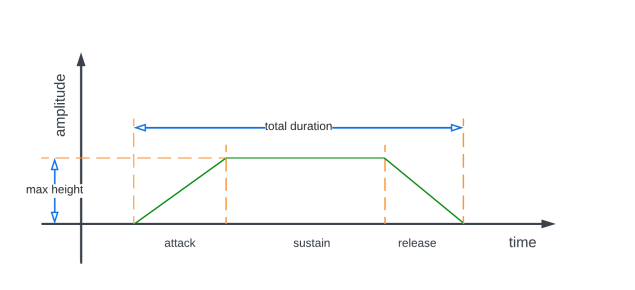 amplitude
total duration
max height
attack
sustain
release
time